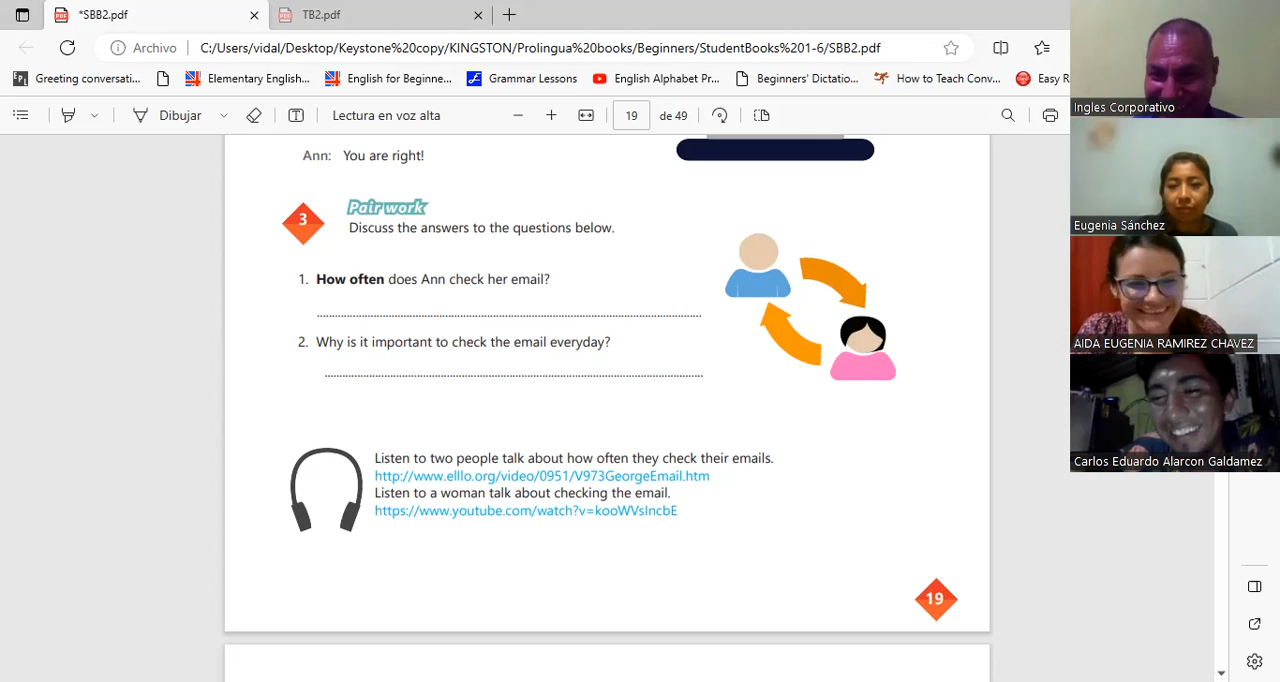 *SBB2.pdf
TB2.pdf
Archivo
C:/Users/vidal/Desktop/Keystone%20copy/KINGSTON/Prolingua%20books/Beginners/StudentBooks%201-6/SBB2.pdf
Greeting conversati...
Elementary English...
English for Beginne...
Grammar Lessons
English Alphabet Pr...
Beginners' Dictatio...
How to Teach Conv...
Easy R
Dibujar
Lectura en voz alta
19
de 49
Ann: You are right!
3
Pair work
Discuss the answers to the questions below.
1. How often does Ann check her email?
2. Why is it important to check the email everyday?
Listen to two people talk about how often they check their emails.
http://www.elllo.org/video/0951/V973GeorgeEmail.htm
Listen to a woman talk about checking the email.
https://www.youtube.com/watch?v=kooWVsIncbE
19
Ingles Corporativo
Eugenia Sánchez
AIDA EUGENIA RAMIREZ CHAVEZ
Carlos Eduardo Alarcon Galdamez